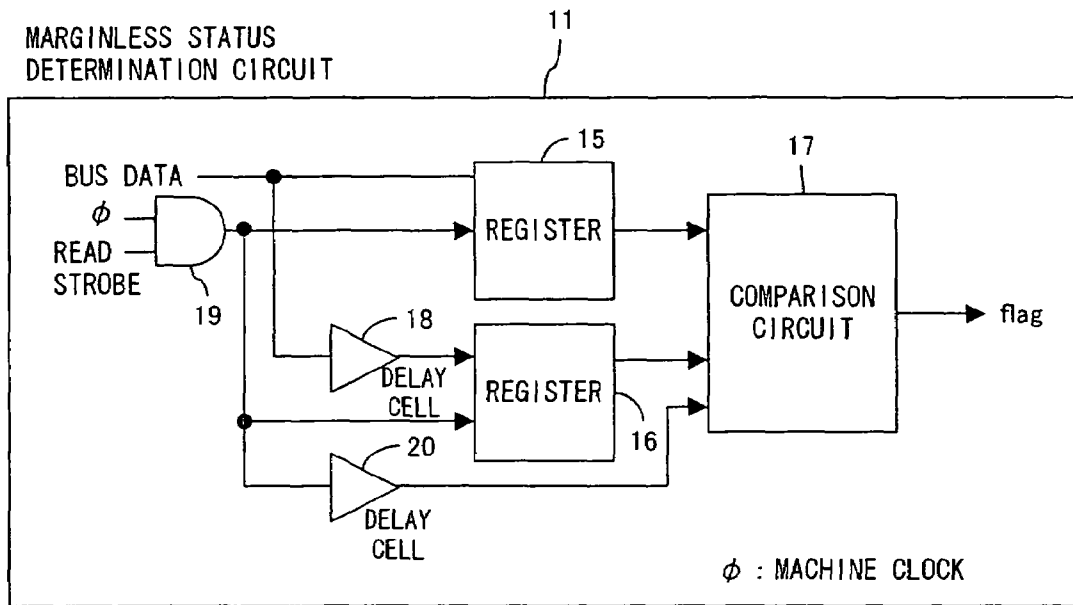 MARGINLESS STATUS
DETERMINATION CIRCUIT
11
15
17
BUS DATA
ϕ
READ
STROBE
19
REGISTER
COMPARISON
CIRCUIT
flag
18
DELAY
CELL
REGISTER
16
20
DELAY
CELL
ϕ : MACHINE CLOCK